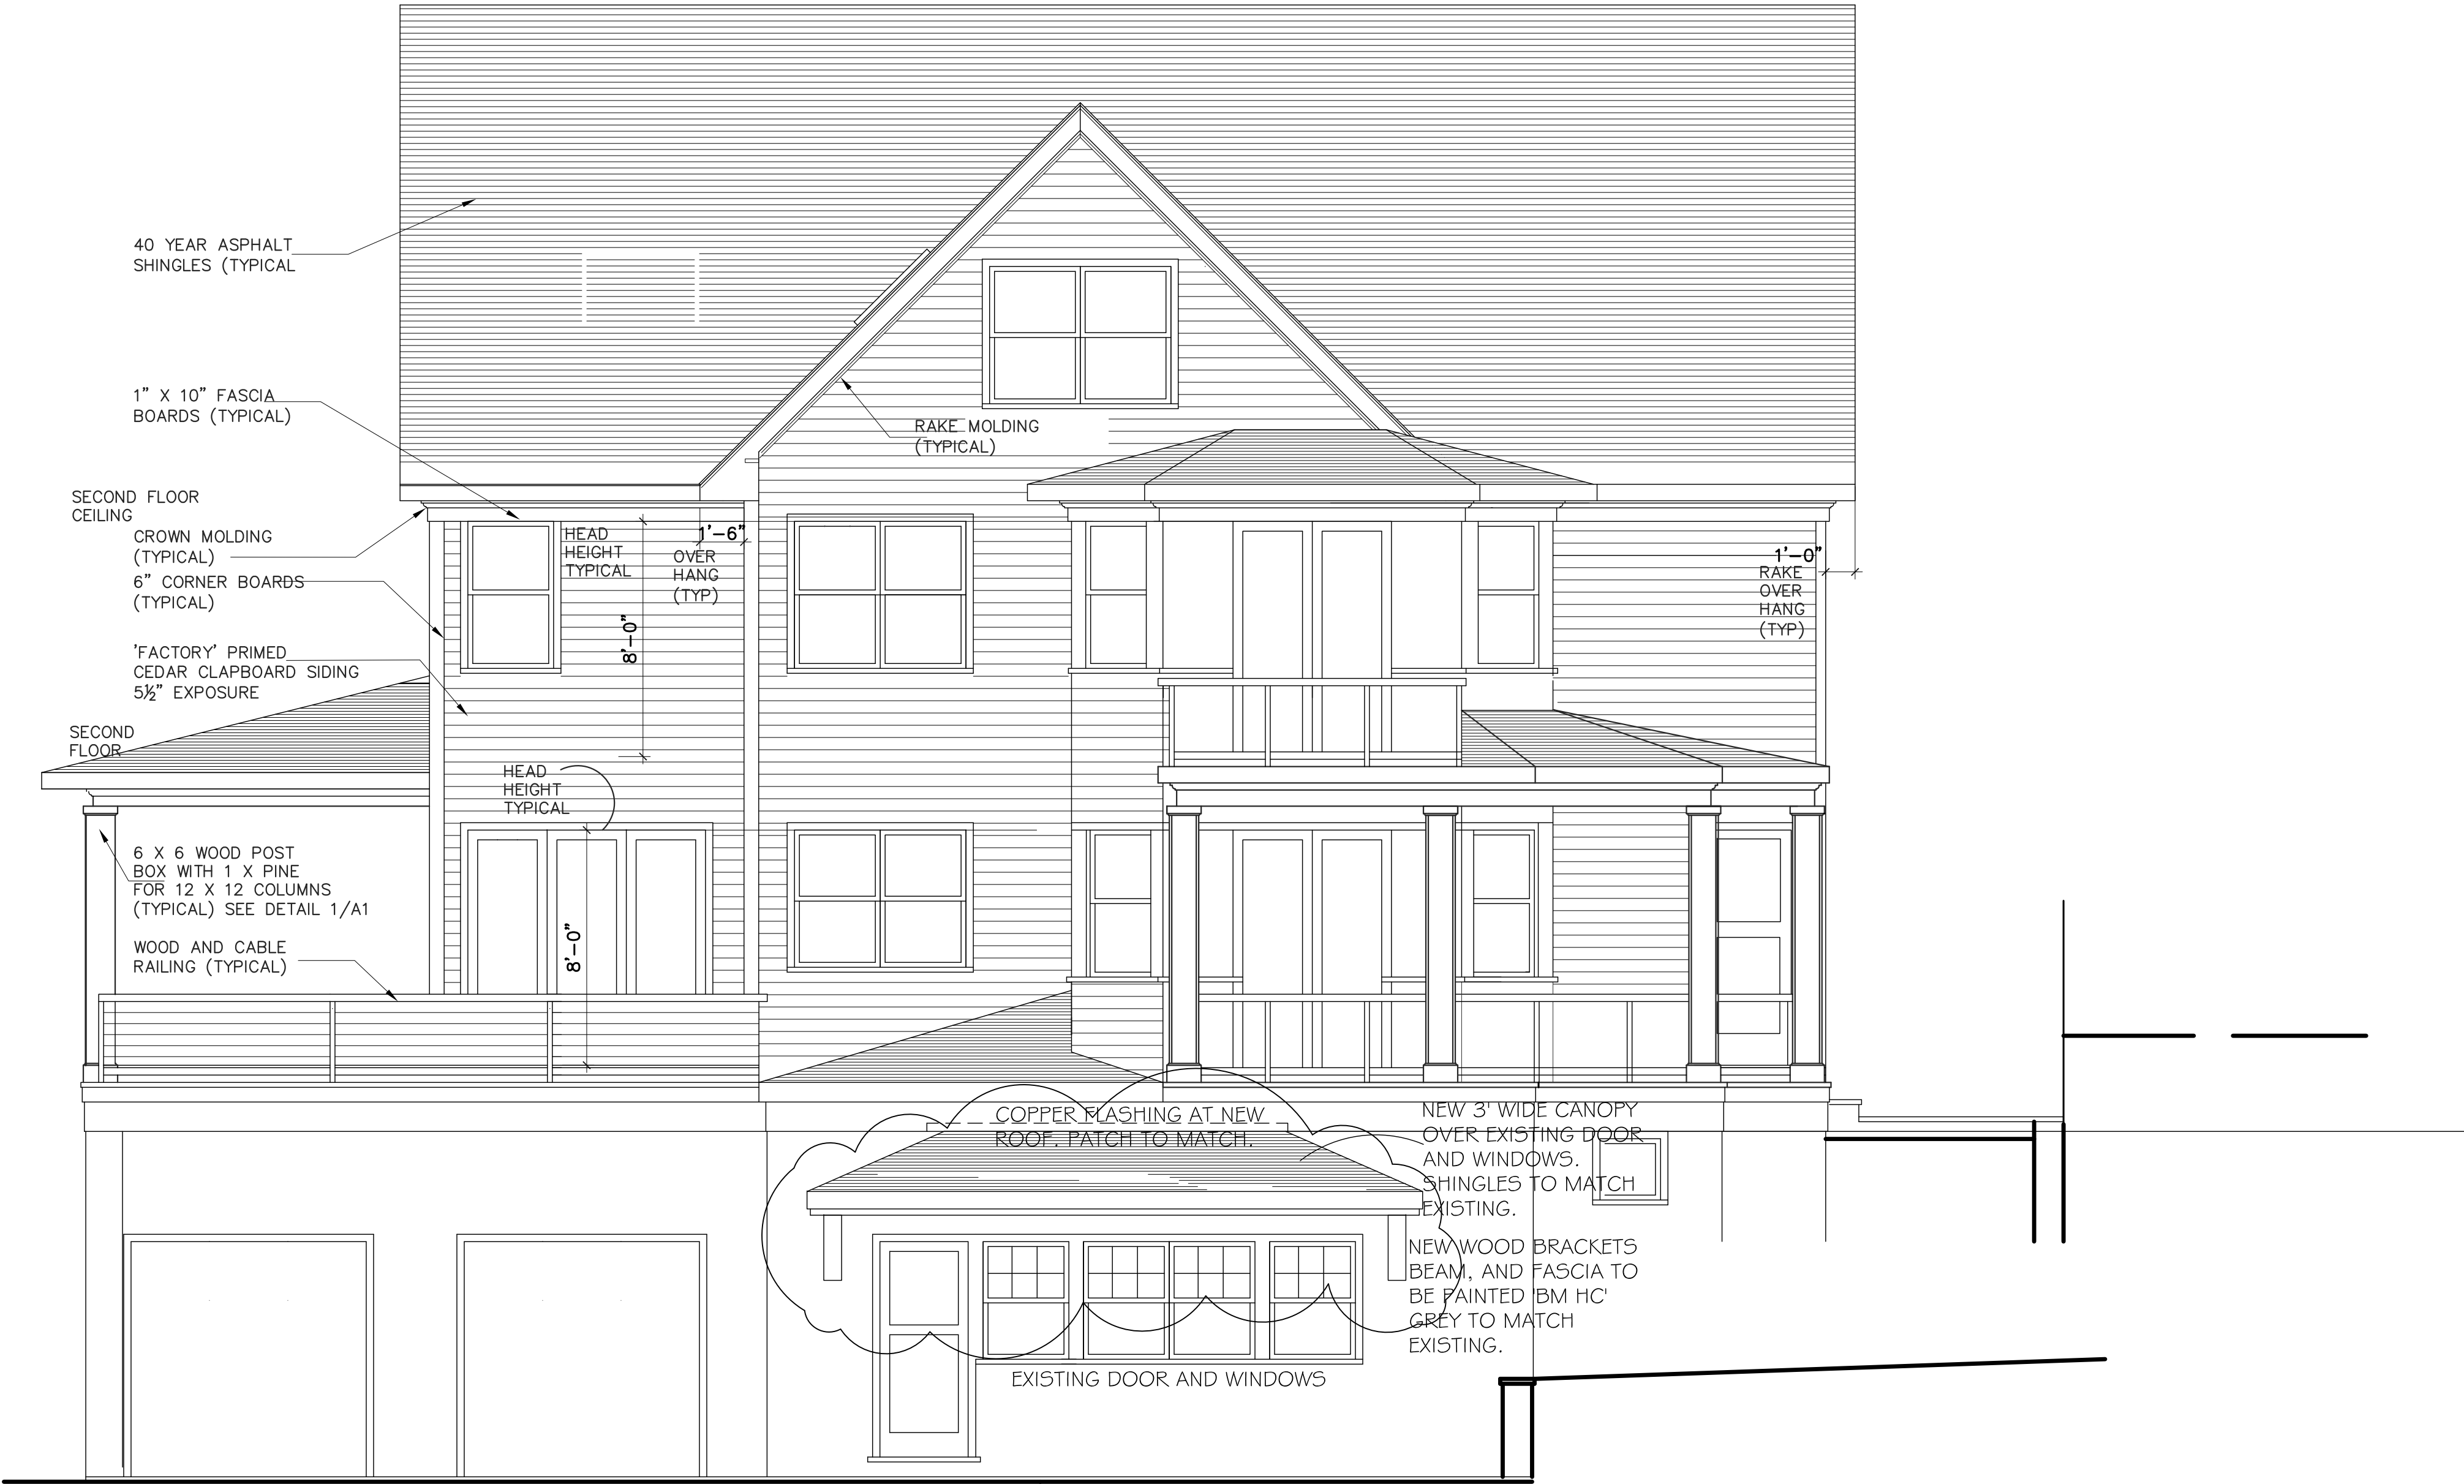 40 YEAR ASPHALT
SHINGLES (TYPICAL
1” X 10” FASCIA
BOARDS (TYPICAL)
RAKE MOLDING
(TYPICAL)
SECOND FLOOR
CEILING
CROWN MOLDING
(TYPICAL)
6” CORNER BOARDS
(TYPICAL)
HEAD
HEIGHT
TYPICAL
1’-6”
OVER
HANG
(TYP)
8’-0”
1’-0”
RAKE
OVER
HANG
(TYP)
’FACTORY’ PRIMED
CEDAR CLAPBOARD SIDING
5½” EXPOSURE
SECOND
FLOOR
HEAD
HEIGHT
TYPICAL
6 X 6 WOOD POST
BOX WITH 1 X PINE
FOR 12 X 12 COLUMNS
(TYPICAL) SEE DETAIL 1/A1
8’-0”
WOOD AND CABLE
RAILING (TYPICAL)
COPPER FLASHING AT NEW
ROOF. PATCH TO MATCH.
NEW 3' WIDE CANOPY
OVER EXISTING DOOR
AND WINDOWS.
SHINGLES TO MATCH
EXISTING.
NEW WOOD BRACKETS
BEAM, AND FASCIA TO
BE PAINTED 'BM HC'
GREY TO MATCH
EXISTING.
EXISTING DOOR AND WINDOWS